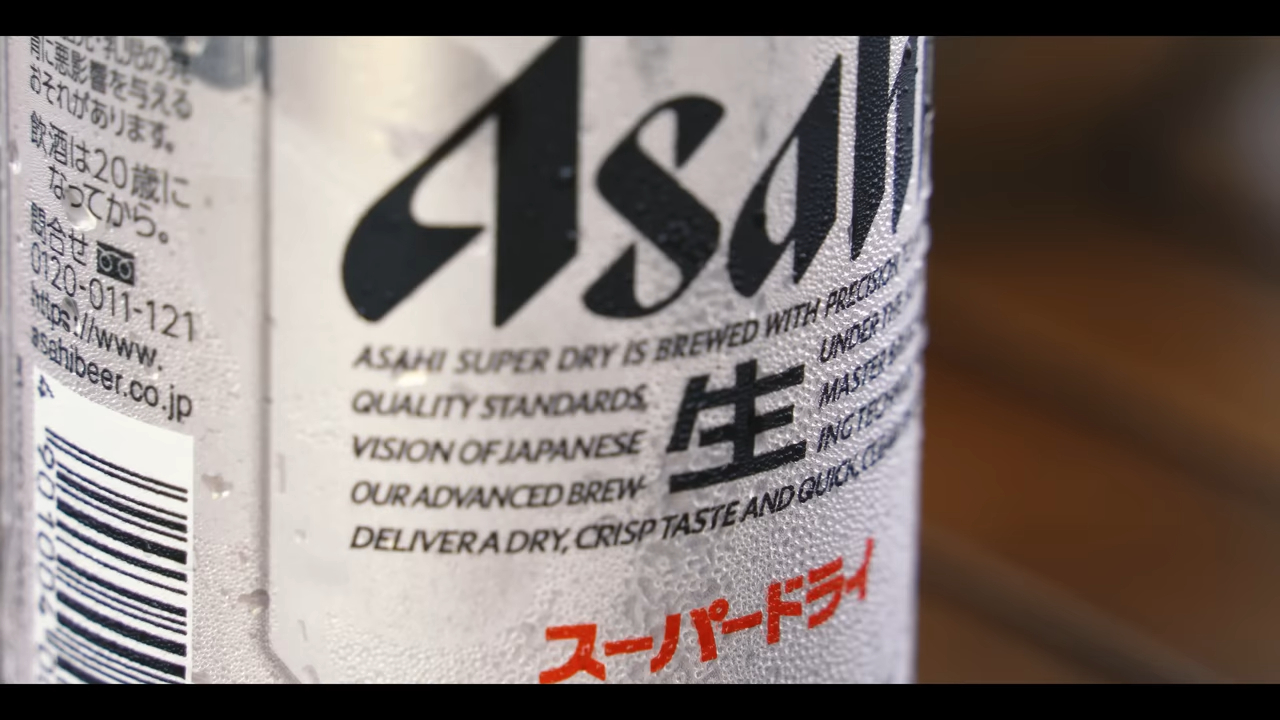 に悪影響を与える
おそれがあります。
飲酒は20歳に
なってから。
問合せ
0120-011-121
https://www.
asahibeer.co.jp
Asah
ASAHI SUPER DRY IS BREWED WITH PRECISION
QUALITY STANDARDS, UNDER THE
VISION OF JAPANESE 生 MASTER
OUR ADVANCED BREW- ING
DELIVER A DRY, CRISP TASTE AND QUICK,
スーパードライ